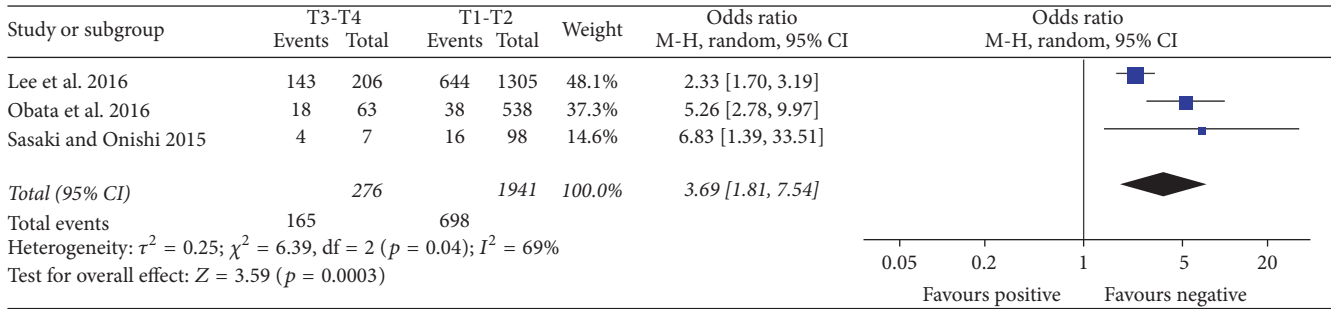 Study or subgroup T3-T4 T1-T2 Weight Odds ratio Odds ratio
Events Total Events Total M-H, random, 95% CI M-H, random, 95% CI
Lee et al. 2016 143 206 644 1305 48.1% 2.33 [1.70, 3.19]
Obata et al. 2016 18 63 38 538 37.3% 5.26 [2.78, 9.97]
Sasaki and Onishi 2015 4 7 16 98 14.6% 6.83 [1.39, 33.51]
Total (95% CI) 276 1941 100.0% 3.69 [1.81, 7.54]
Total events 165 698
Heterogeneity: τ² = 0.25; χ² = 6.39, df = 2 (p = 0.04); I² = 69%
Test for overall effect: Z = 3.59 (p = 0.0003)
0.05 0.2 1 5 20
Favours positive Favours negative